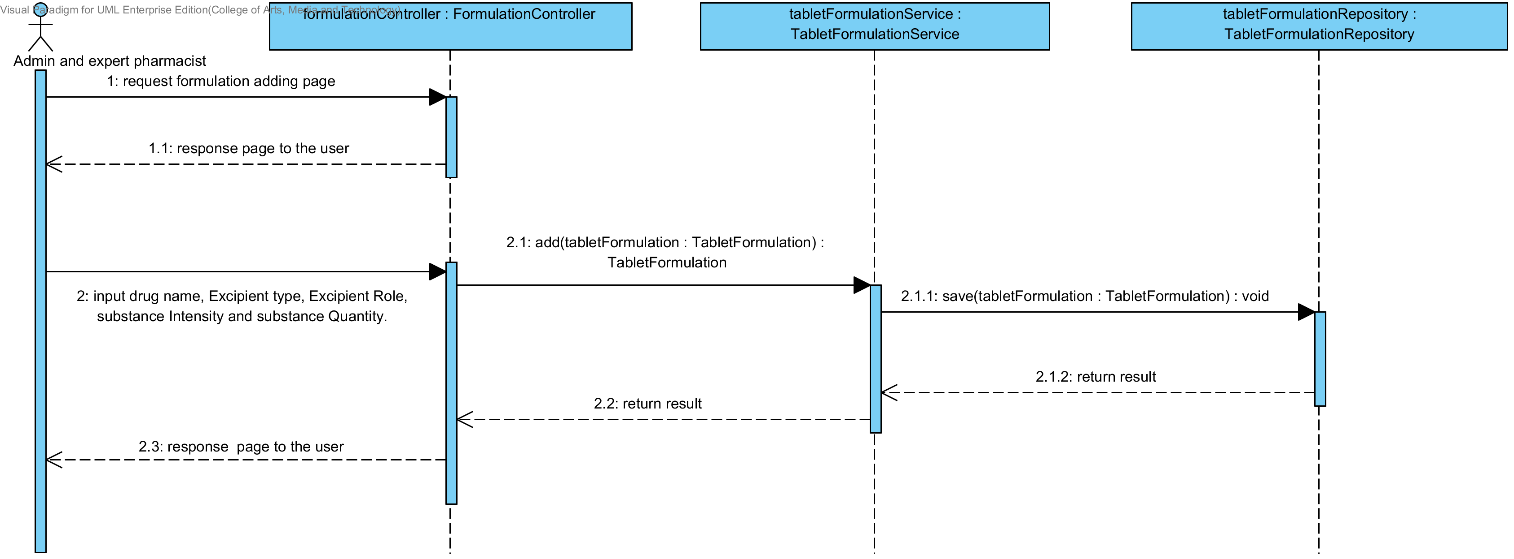 Visual Paradigm for UML Enterprise Edition(College of Arts, Media and Technology)
formulationController : FormulationController
tabletFormulationService :
TabletFormulationService
tabletFormulationRepository :
TabletFormulationRepository
Admin and expert pharmacist
1: request formulation adding page
1.1: response page to the user
2.1: add(tabletFormulation : TabletFormulation) :
TabletFormulation
2: input drug name, Excipient type, Excipient Role,
substance Intensity and substance Quantity.
2.1.1: save(tabletFormulation : TabletFormulation) : void
2.1.2: return result
2.2: return result
2.3: response  page to the user